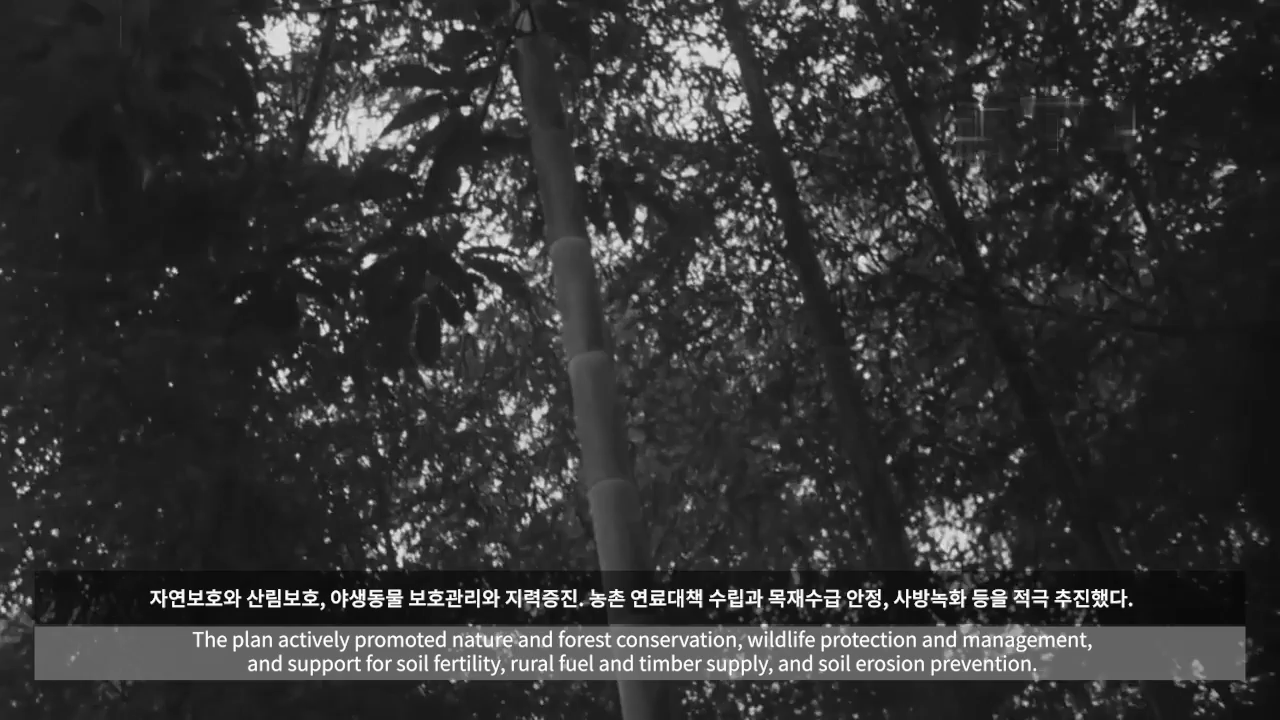 자연보호와 산림보호, 야생동물 보호관리와 지력증진. 농촌 연료대책 수립과 목재수급 안정, 사방녹화 등을 적극 추진했다.
The plan actively promoted nature and forest conservation, wildlife protection and management,
and support for soil fertility, rural fuel and timber supply, and soil erosion prevention.